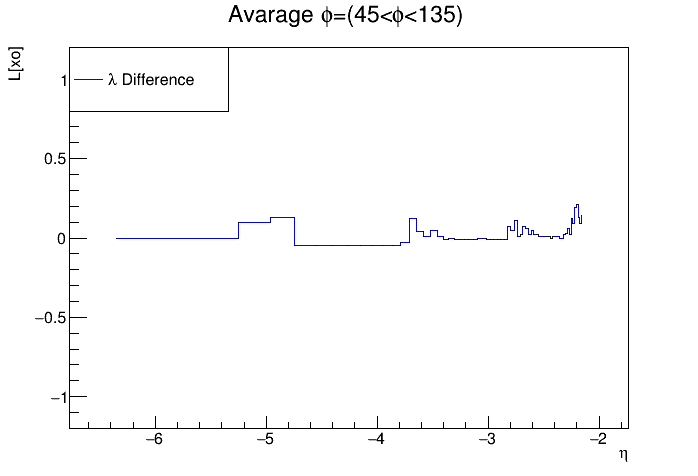 Avarage ϕ=(45<ϕ<135)
L[xo]
λ Difference
1
0.5
0
−0.5
−1
−6 −5 −4 −3 −2
η